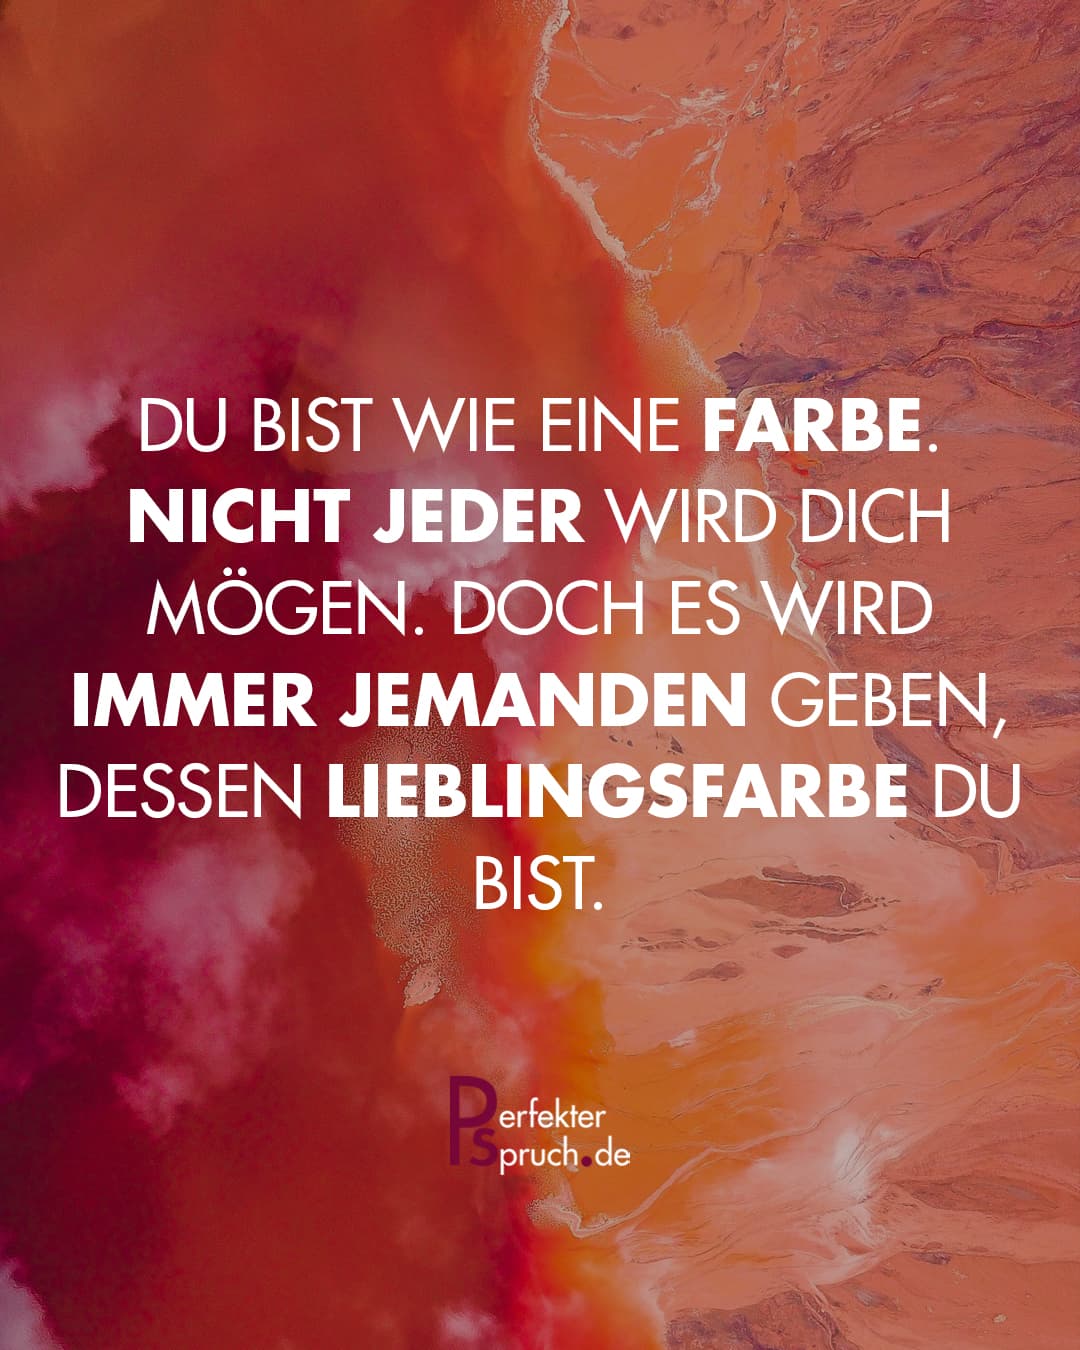 DU BIST WIE EINE FARBE.
NICHT JEDER WIRD DICH
MÖGEN. DOCH ES WIRD
IMMER JEMANDEN GEBEN,
DESSEN LIEBLINGSFARBE DU
BIST.
Perfekter
Spruch.de